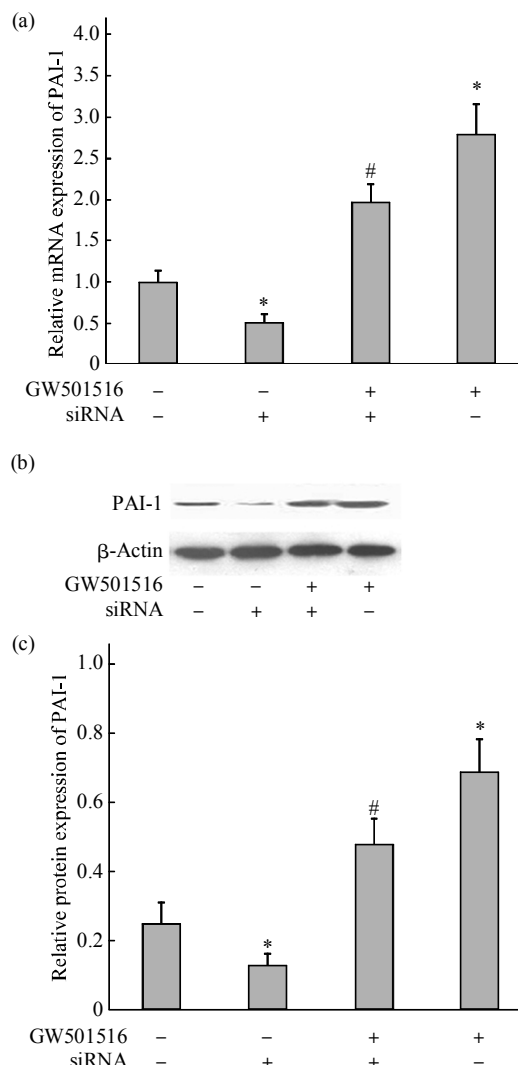 (a)
Relative mRNA expression of PAI-1
4.0
3.5
3.0
2.5
2.0
1.5
1.0
0.5
0
*
#
*
GW501516 – – + +
siRNA – + + –
(b)
PAI-1
β-Actin
GW501516 – – + +
siRNA – + + –
(c)
Relative protein expression of PAI-1
1.0
0.8
0.6
0.4
0.2
0
*
#
*
GW501516 – – + +
siRNA – + + –